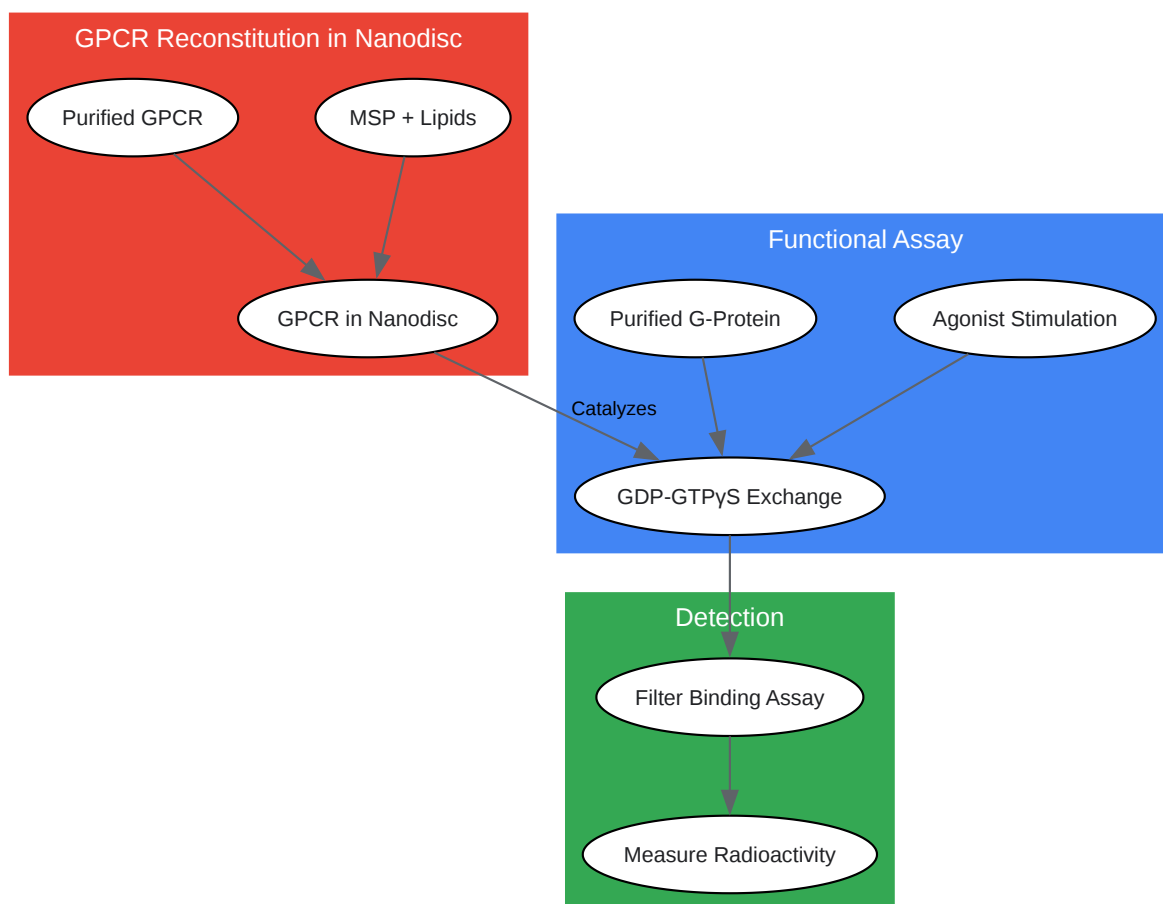 GPCR Reconstitution in Nanodisc
Purified GPCR
MSP + Lipids
GPCR in Nanodisc
Functional Assay
Purified G-Protein
Agonist Stimulation
Catalyzes
GDP-GTPγS Exchange
Detection
Filter Binding Assay
Measure Radioactivity